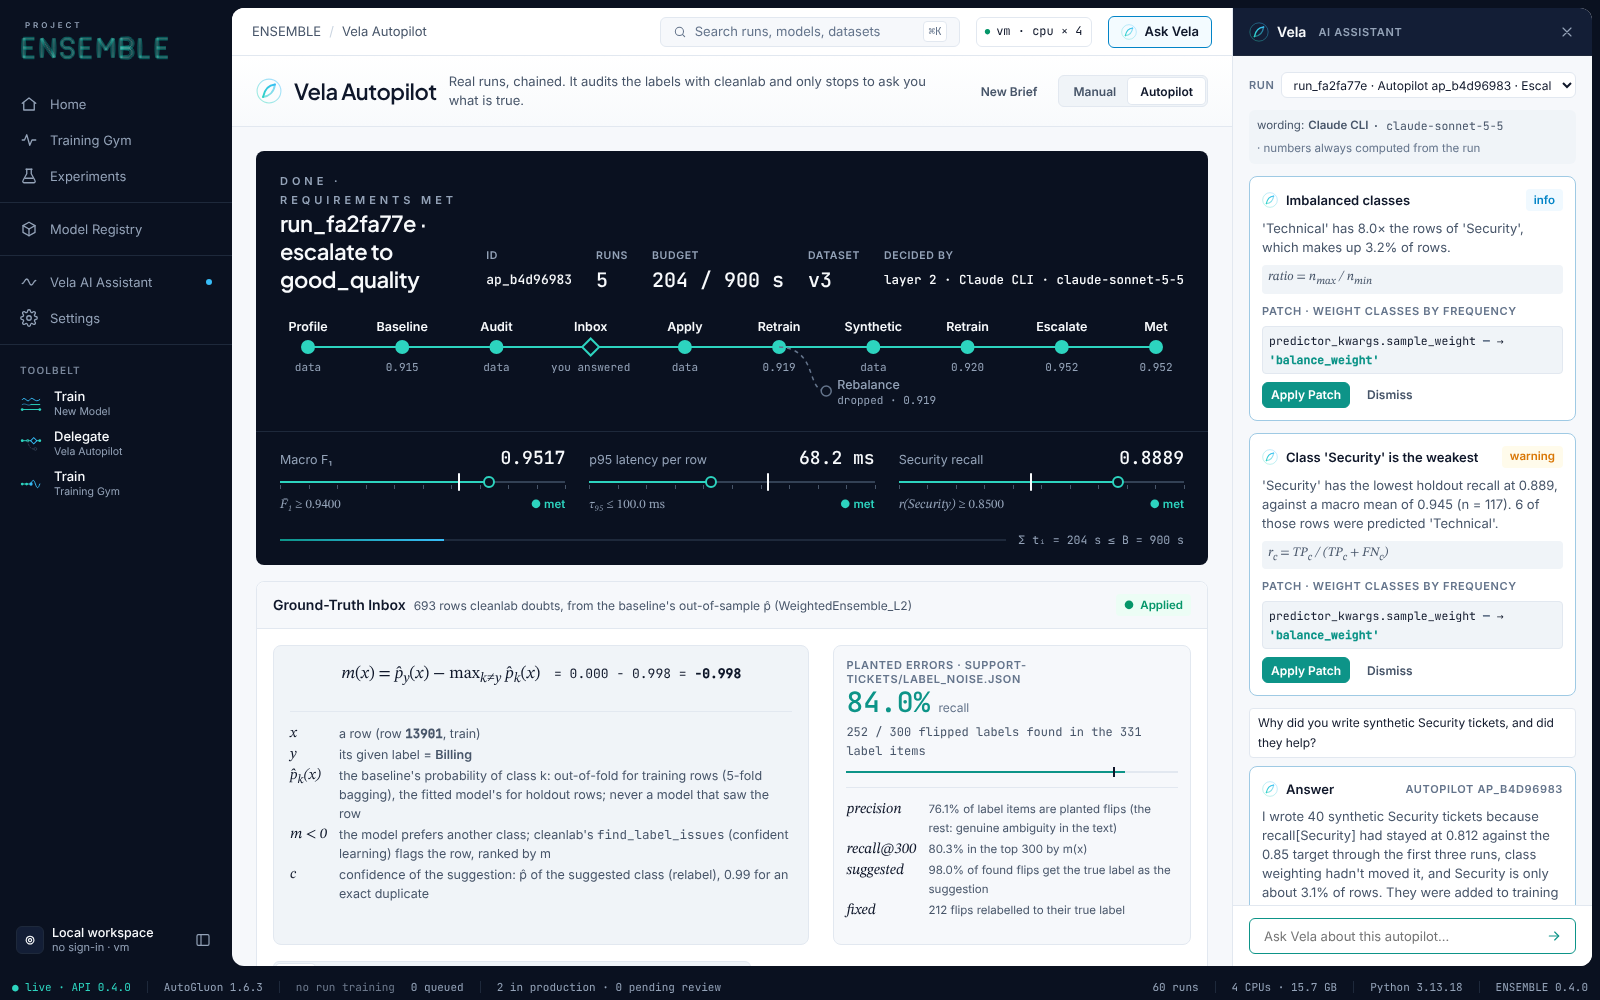 PROJECT
ENSEMBLE
Home
Training Gym
Experiments
Model Registry
Vela AI Assistant
Settings
TOOLBELT
Train
New Model
Delegate
Vela Autopilot
Train
Training Gym
Local workspace
no sign-in · vm
ENSEMBLE / Vela Autopilot
Search runs, models, datasets ⌘K
vm · cpu × 4
Ask Vela
Vela Autopilot
Real runs, chained. It audits the labels with cleanlab and only stops to ask you
what is true.
New Brief
Manual Autopilot
DONE ·
REQUIREMENTS MET
run_fa2fa77e ·
escalate to
good_quality
ID
ap_b4d96983
RUNS
5
BUDGET
204 / 900 s
DATASET
v3
DECIDED BY
layer 2 · Claude CLI · claude-sonnet-5-5
Profile Baseline Audit Inbox Apply Retrain Synthetic Retrain Escalate Met
data 0.915 data you answered data 0.919 data 0.920 0.952 0.952
Rebalance
dropped · 0.919
Macro F₁ 0.9517
F₁ ≥ 0.9400 met
p95 latency per row 68.2 ms
τ₉₅ ≤ 100.0 ms met
Security recall 0.8889
r(Security) ≥ 0.8500 met
Σ tᵢ = 204 s ≤ B = 900 s
Ground-Truth Inbox 693 rows cleanlab doubts, from the baseline's out-of-sample p̂ (WeightedEnsemble_L2)
Applied
m(x) = p̂y(x) − maxk≠y p̂k(x) = 0.000 - 0.998 = -0.998
x a row (row 13901, train)
y its given label = Billing
p̂k(x) the baseline's probability of class k: out-of-fold for training rows (5-fold
bagging), the fitted model's for holdout rows; never a model that saw the
row
m < 0 the model prefers another class; cleanlab's find_label_issues (confident
learning) flags the row, ranked by m
c confidence of the suggestion: p̂ of the suggested class (relabel), 0.99 for an
exact duplicate
PLANTED ERRORS · SUPPORT-
TICKETS/LABEL_NOISE.JSON
84.0% recall
252 / 300 flipped labels found in the 331
label items
precision 76.1% of label items are planted flips (the
rest: genuine ambiguity in the text)
recall@300 80.3% in the top 300 by m(x)
suggested 98.0% of found flips get the true label as the
suggestion
fixed 212 flips relabelled to their true label
Vela AI ASSISTANT
RUN run_fa2fa77e · Autopilot ap_b4d96983 · Escal
wording: Claude CLI · claude-sonnet-5-5
· numbers always computed from the run
Imbalanced classes info
'Technical' has 8.0× the rows of 'Security',
which makes up 3.2% of rows.
ratio = nmax / nmin
PATCH · WEIGHT CLASSES BY FREQUENCY
predictor_kwargs.sample_weight — →
'balance_weight'
Apply Patch Dismiss
Class 'Security' is the weakest warning
'Security' has the lowest holdout recall at 0.889,
against a macro mean of 0.945 (n = 117). 6 of
those rows were predicted 'Technical'.
rc = TPc / (TPc + FNc)
PATCH · WEIGHT CLASSES BY FREQUENCY
predictor_kwargs.sample_weight — →
'balance_weight'
Apply Patch Dismiss
Why did you write synthetic Security tickets, and did
they help?
Answer AUTOPILOT AP_B4D96983
I wrote 40 synthetic Security tickets because
recall[Security] had stayed at 0.812 against the
0.85 target through the first three runs, class
weighting hadn't moved it, and Security is only
about 3.1% of rows. They were added to training
Ask Vela about this autopilot...
live · API 0.4.0 AutoGluon 1.6.3 no run training 0 queued 2 in production · 0 pending review 60 runs 4 CPUs · 15.7 GB Python 3.13.18 ENSEMBLE 0.4.0